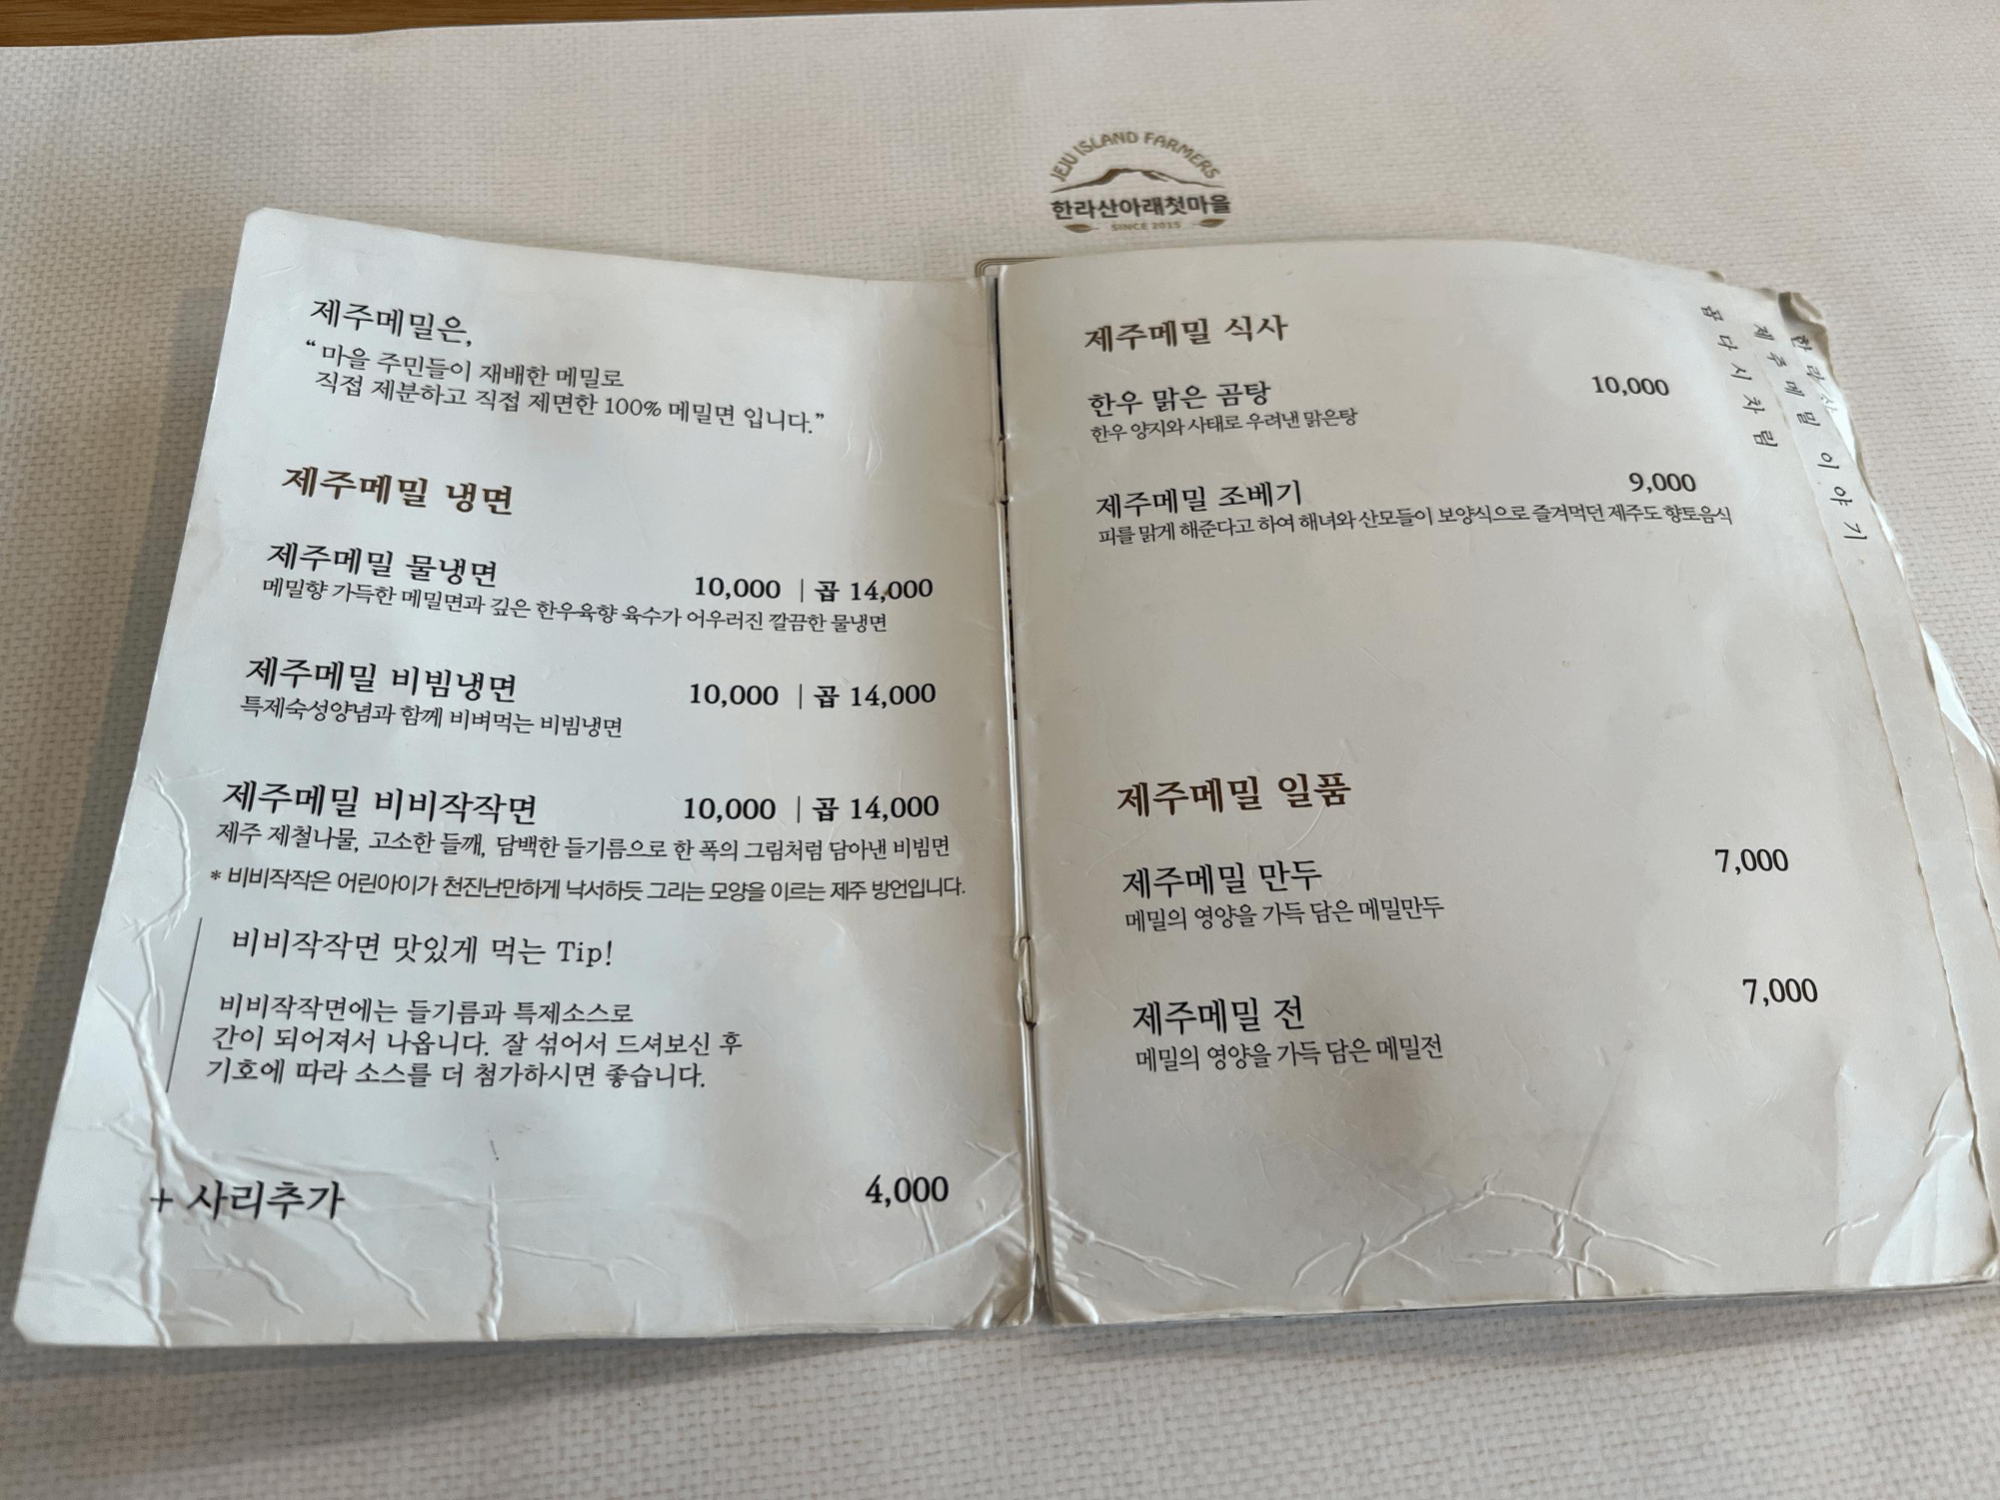 JEJU ISLAND FARMERS
한라산아래첫마을
SINCE 2015
제주메밀은,
“ 마을 주민들이 재배한 메밀로
직접 제분하고 직접 제면한 100% 메밀면 입니다.”
제주메밀 냉면
제주메밀 물냉면
10,000 | 곱 14,000
메밀향 가득한 메밀면과 깊은 한우육향 육수가 어우러진 깔끔한 물냉면
제주메밀 비빔냉면
10,000 | 곱 14,000
특제숙성양념과 함께 비벼먹는 비빔냉면
제주메밀 비비작작면
10,000 | 곱 14,000
제주 제철나물, 고소한 들깨, 담백한 들기름으로 한 폭의 그림처럼 담아낸 비빔면
* 비비작작은 어린아이가 천진난만하게 낙서하듯 그리는 모양을 이르는 제주 방언입니다.
비비작작면 맛있게 먹는 Tip!
비비작작면에는 들기름과 특제소스로
간이 되어져서 나옵니다. 잘 섞어서 드셔보신 후
기호에 따라 소스를 더 첨가하시면 좋습니다.
+ 사리추가
4,000
제주메밀 식사
한우 맑은 곰탕
10,000
한우 양지와 사태로 우려낸 맑은탕
제주메밀 조베기
9,000
피를 맑게 해준다고 하여 해녀와 산모들이 보양식으로 즐겨먹던 제주도 향토음식
제주메밀 일품
제주메밀 만두
7,000
메밀의 영양을 가득 담은 메밀만두
제주메밀 전
7,000
메밀의 영양을 가득 담은 메밀전
한라산
제주메밀 이야기
꿈다시차림